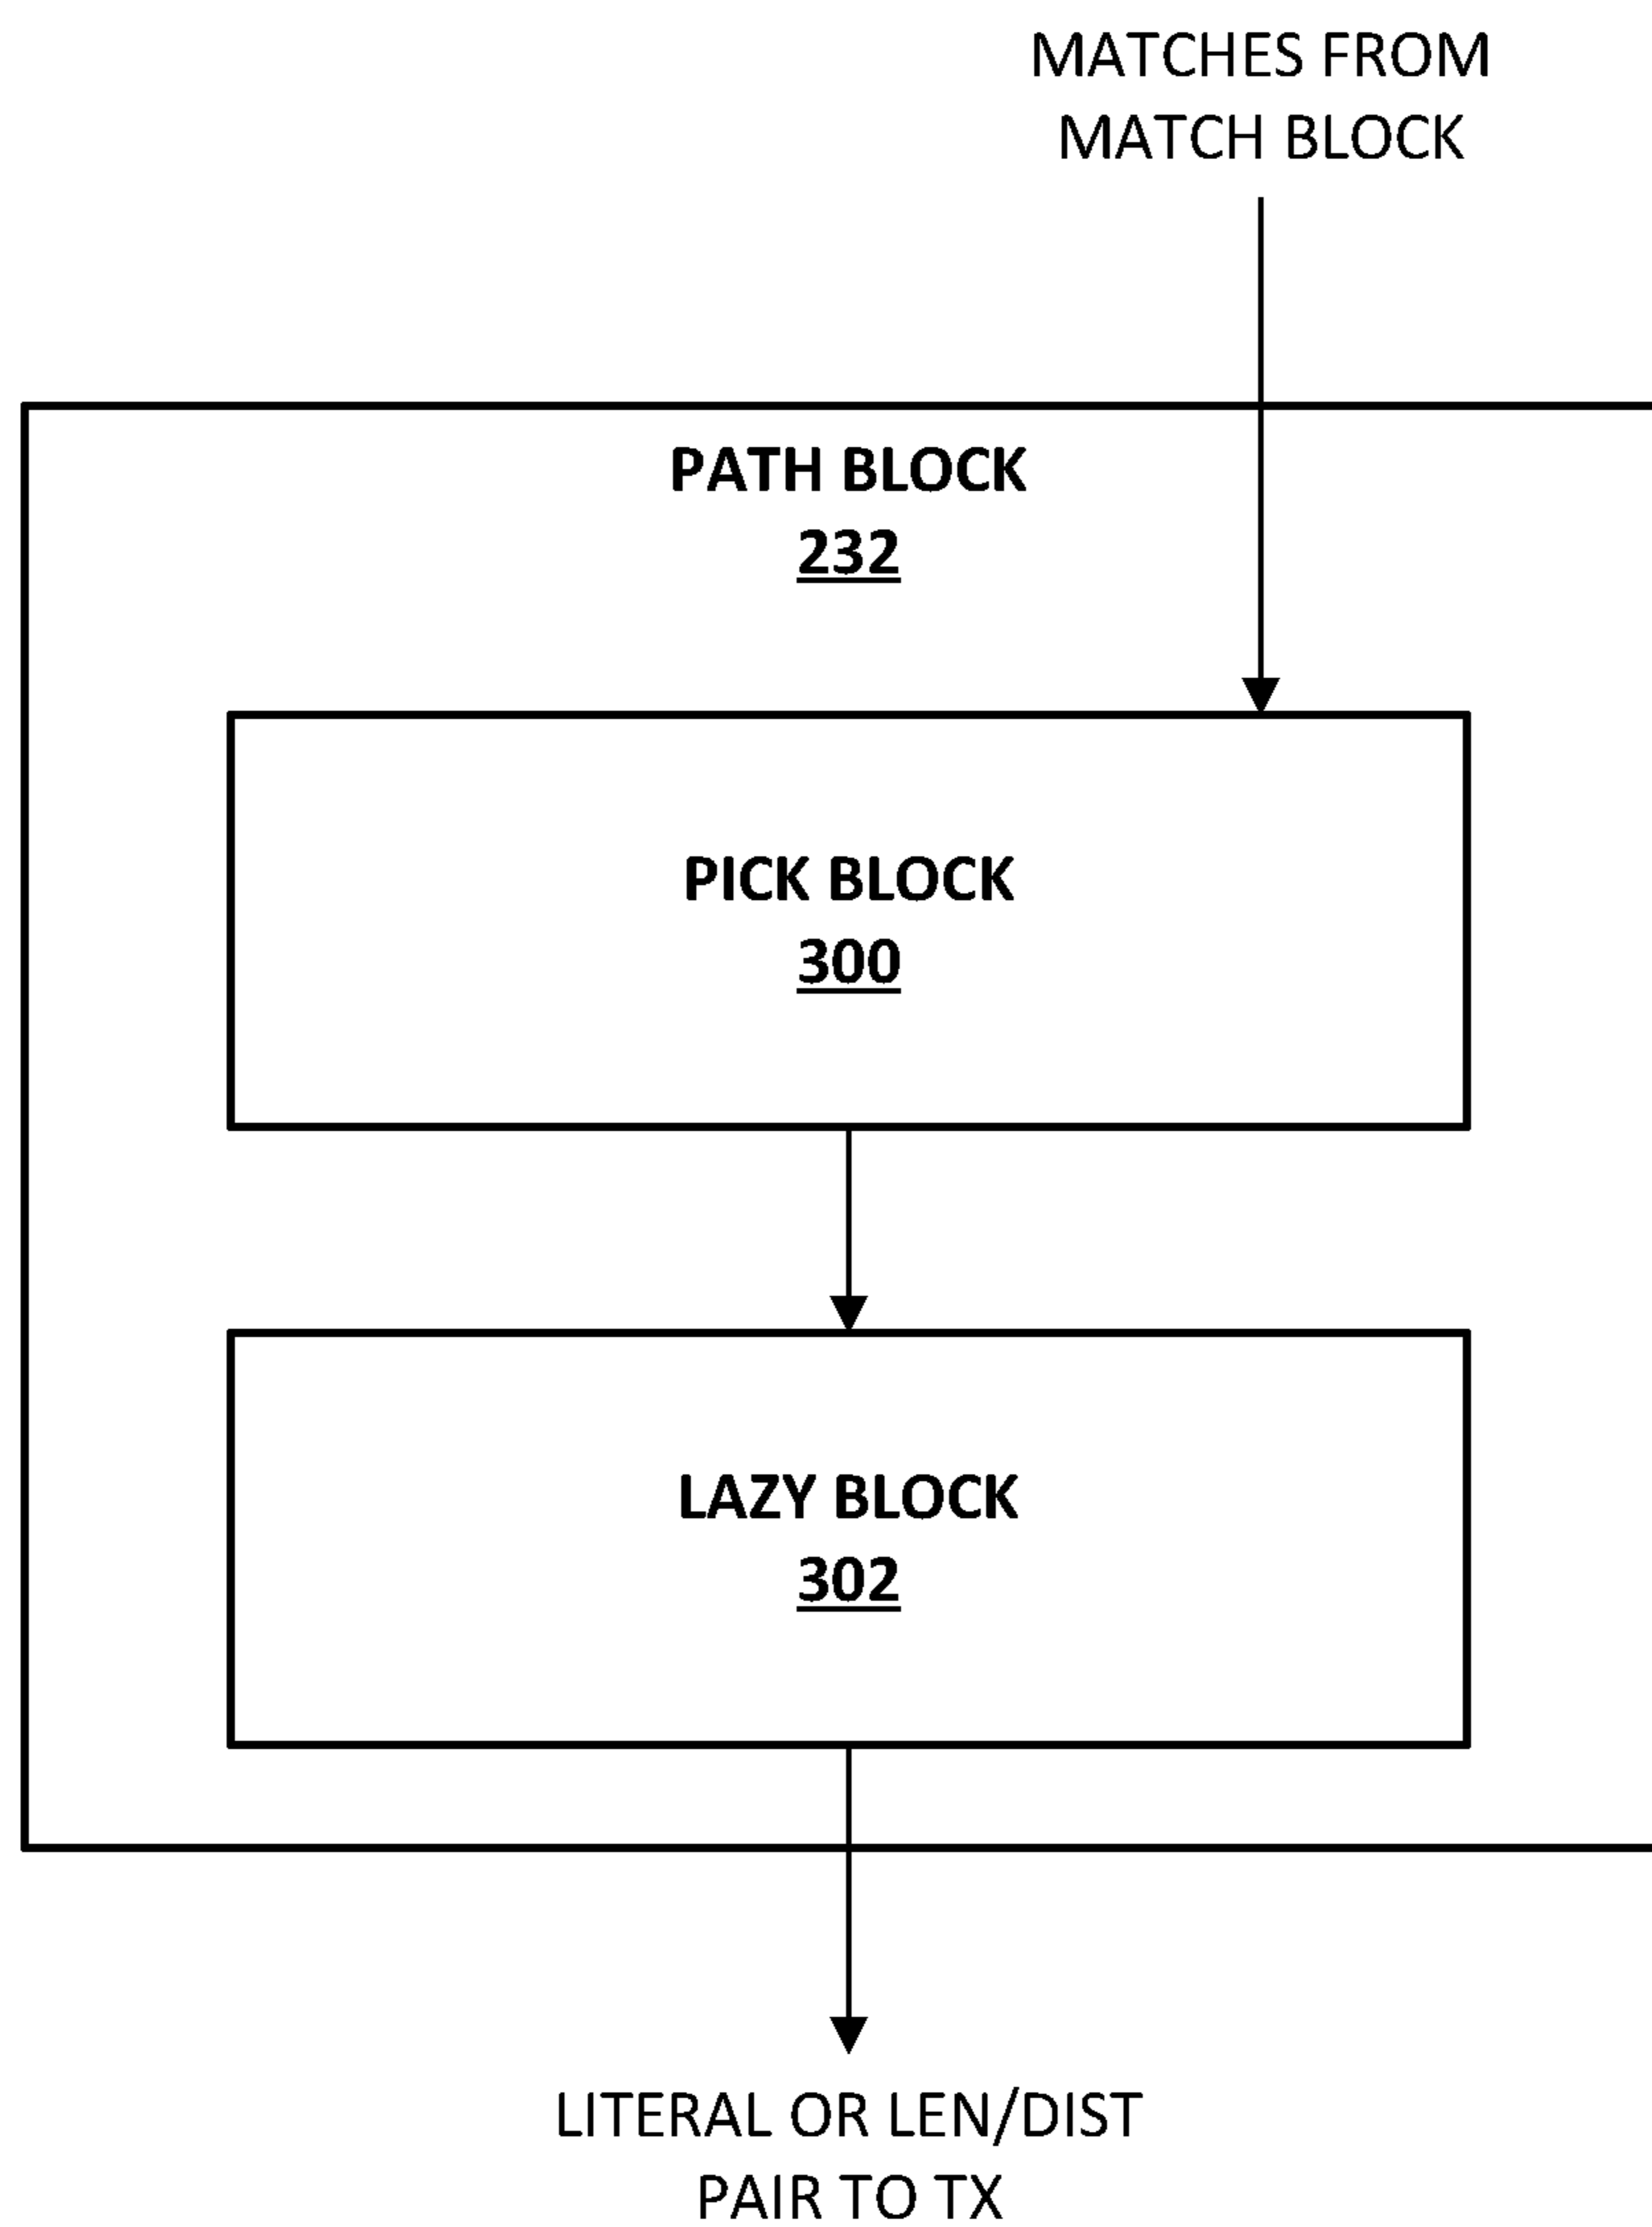 MATCHES FROM
MATCH BLOCK
PATH BLOCK
232
PICK BLOCK
300
LAZY BLOCK
302
LITERAL OR LEN/DIST
PAIR TO TX